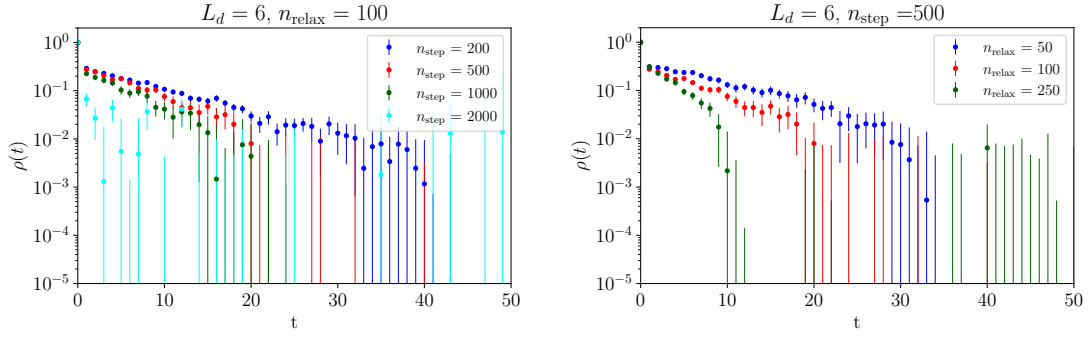 L_d = 6, n_relax = 100
ρ(t)
10^0
10^−1
10^−2
10^−3
10^−4
10^−5
n_step = 200
n_step = 500
n_step = 1000
n_step = 2000
0 10 20 30 40 50
t
L_d = 6, n_step =500
ρ(t)
10^0
10^−1
10^−2
10^−3
10^−4
10^−5
n_relax = 50
n_relax = 100
n_relax = 250
0 10 20 30 40 50
t